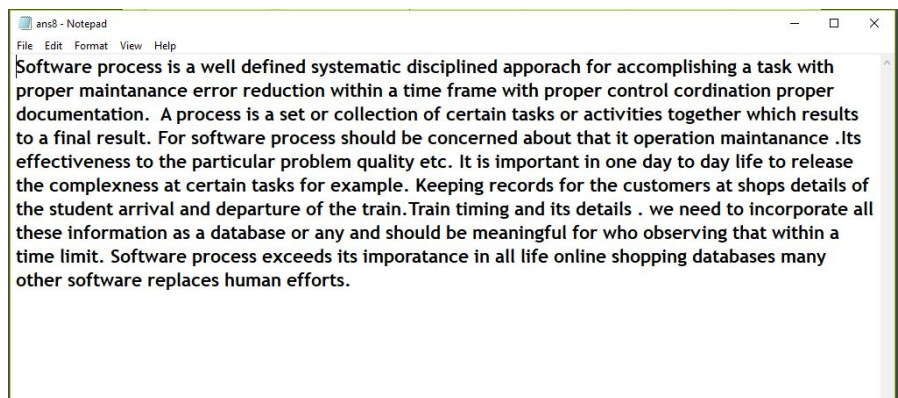 ans8 - Notepad
File Edit Format View Help
Software process is a well defined systematic disciplined apporach for accomplishing a task with
proper maintanance error reduction within a time frame with proper control cordination proper
documentation.  A process is a set or collection of certain tasks or activities together which results
to a final result. For software process should be concerned about that it operation maintanance .Its
effectiveness to the particular problem quality etc. It is important in one day to day life to release
the complexness at certain tasks for example. Keeping records for the customers at shops details of
the student arrival and departure of the train.Train timing and its details . we need to incorporate all
these information as a database or any and should be meaningful for who observing that within a
time limit. Software process exceeds its imporatance in all life online shopping databases many
other software replaces human efforts.